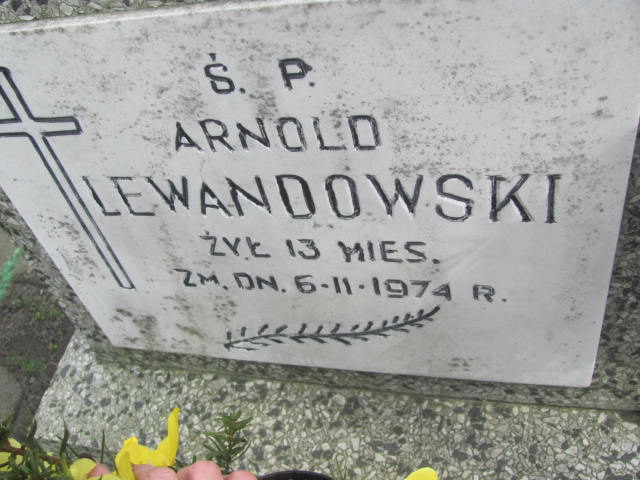 Ś. P.
ARNOLD
LEWANDOWSKI
ŻYŁ 13 MIES.
ZM. DN. 6-11-1974 R.